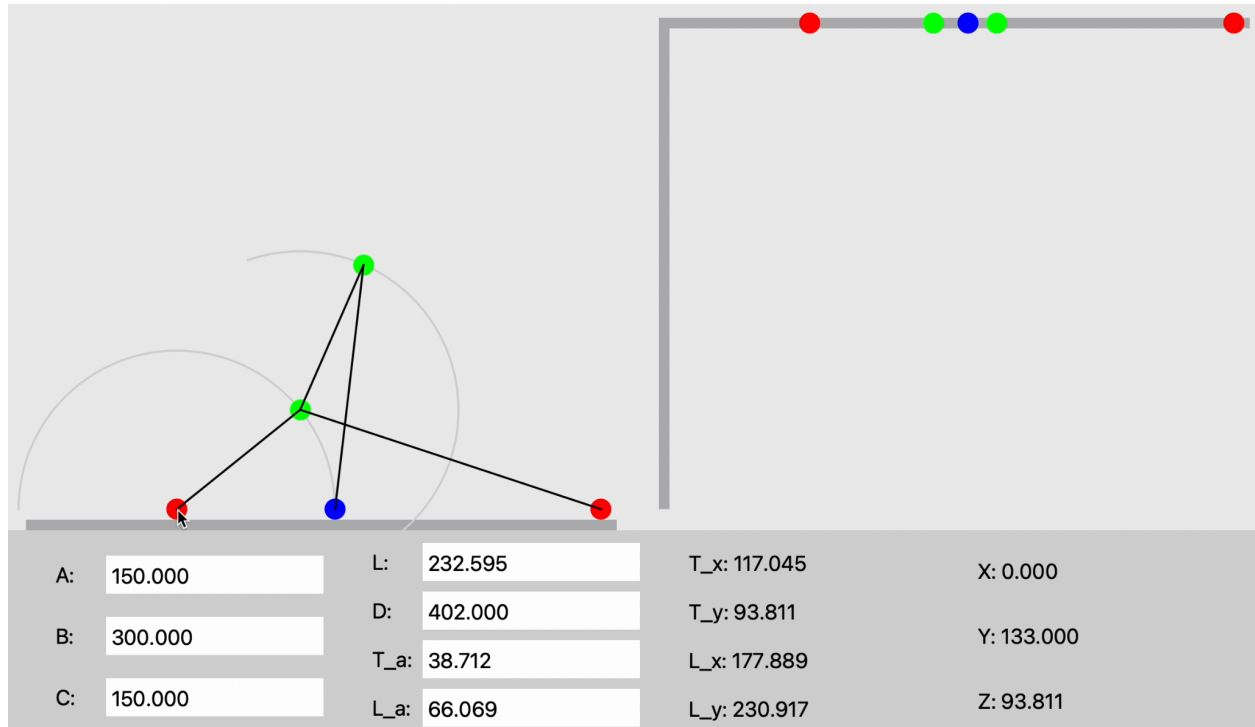 A: 150.000
B: 300.000
C: 150.000
L: 232.595
D: 402.000
T_a: 38.712
L_a: 66.069
T_x: 117.045
T_y: 93.811
L_x: 177.889
L_y: 230.917
X: 0.000
Y: 133.000
Z: 93.811